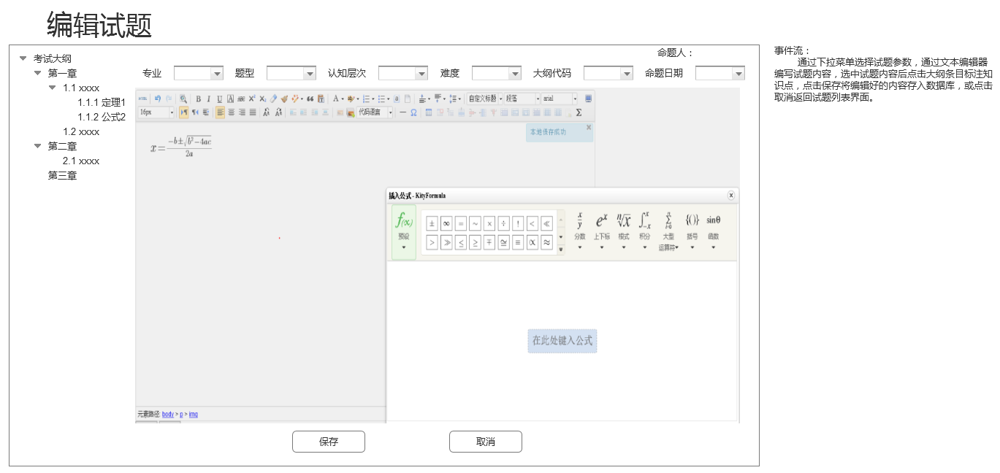 编辑试题
命题人：
考试大纲
第一章
1.1 xxxx
1.1.1 定理1
1.1.2 公式2
1.2 xxxx
第二章
2.1 xxxx
第三章
专业 题型 认知层次 难度 大纲代码 命题日期
HTML B I U A ABC X² X₂ A 66 A a 自定义标题 段落 arial
16px 代码语言 Ω Σ
本地保存成功
x=\frac{-b±\sqrt{b²-4ac}}{2a}
插入公式 - KityFormula
f(x) ± ∞ = ~ × ÷ ! < ≪ x/y eˣ ⁿ√x ∫ Σ {()} sinθ
预设 > ≫ ≤ ≥ ∓ ≅ ≡ ∝ ≈ 分数 上下标 根式 积分 大型 括号 函数
运算符
在此处键入公式
元素路径: body > p > img
保存 取消
事件流：
通过下拉菜单选择试题参数，通过文本编辑器
编写试题内容，选中试题内容后点击大纲条目标注知
识点，点击保存将编辑好的内容存入数据库，或点击
取消返回试题列表界面。